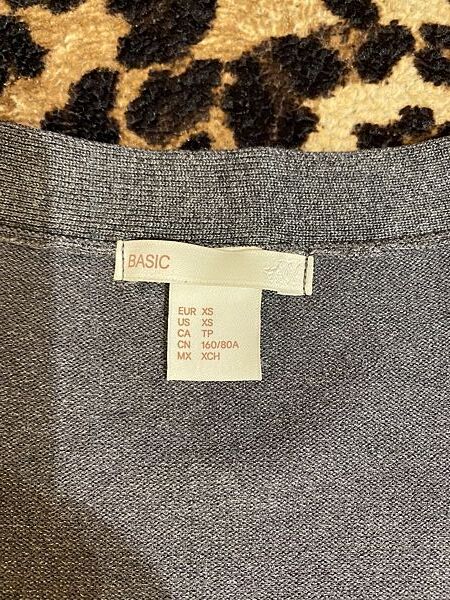 BASIC
EUR XS
US XS
CA TP
CN 160/80A
MX XCH